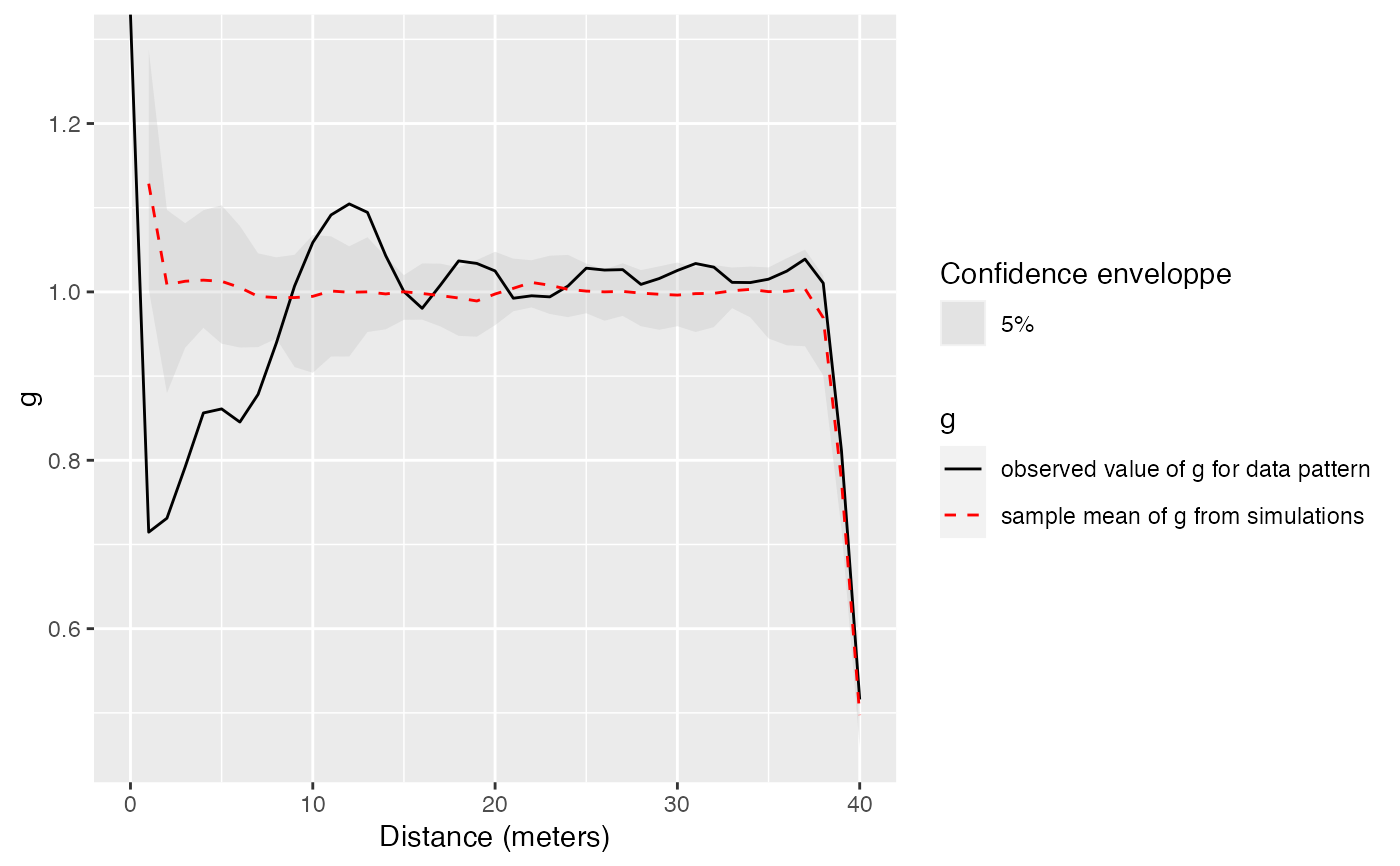 1.2
1.0
0.8
0.6
g
0
10
20
30
40
Distance (meters)
Confidence enveloppe
5%
g
observed value of g for data pattern
sample mean of g from simulations